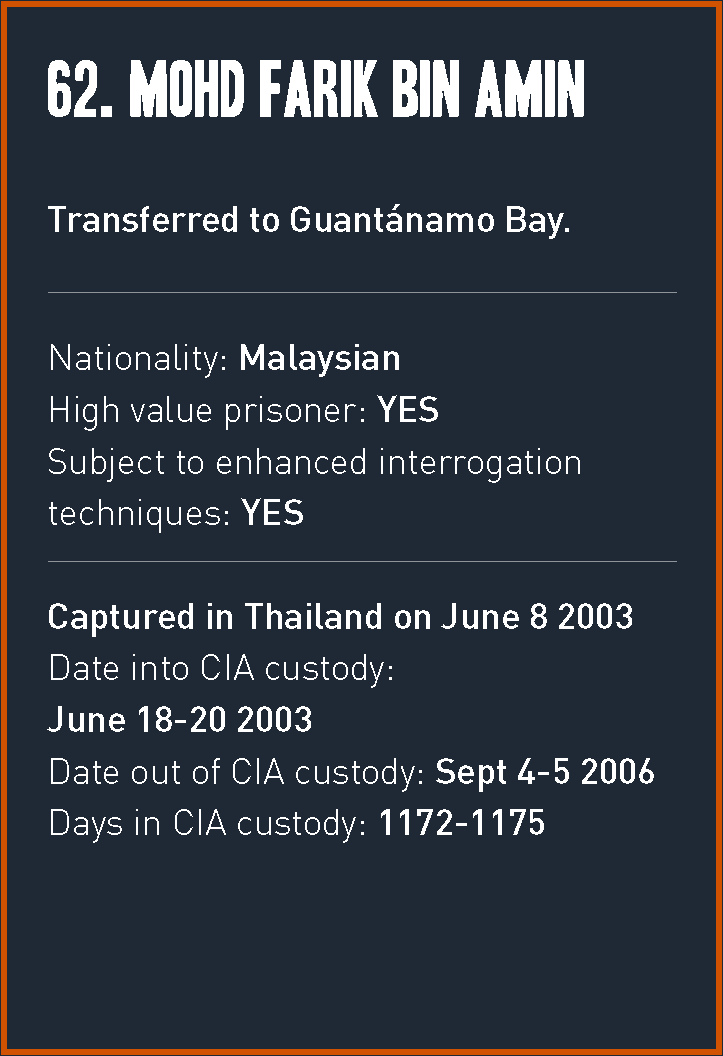 62. MOHD FARIK BIN AMIN
Transferred to Guantánamo Bay.
Nationality: Malaysian
High value prisoner: YES
Subject to enhanced interrogation
techniques: YES
Captured in Thailand on June 8 2003
Date into CIA custody:
June 18-20 2003
Date out of CIA custody: Sept 4-5 2006
Days in CIA custody: 1172-1175